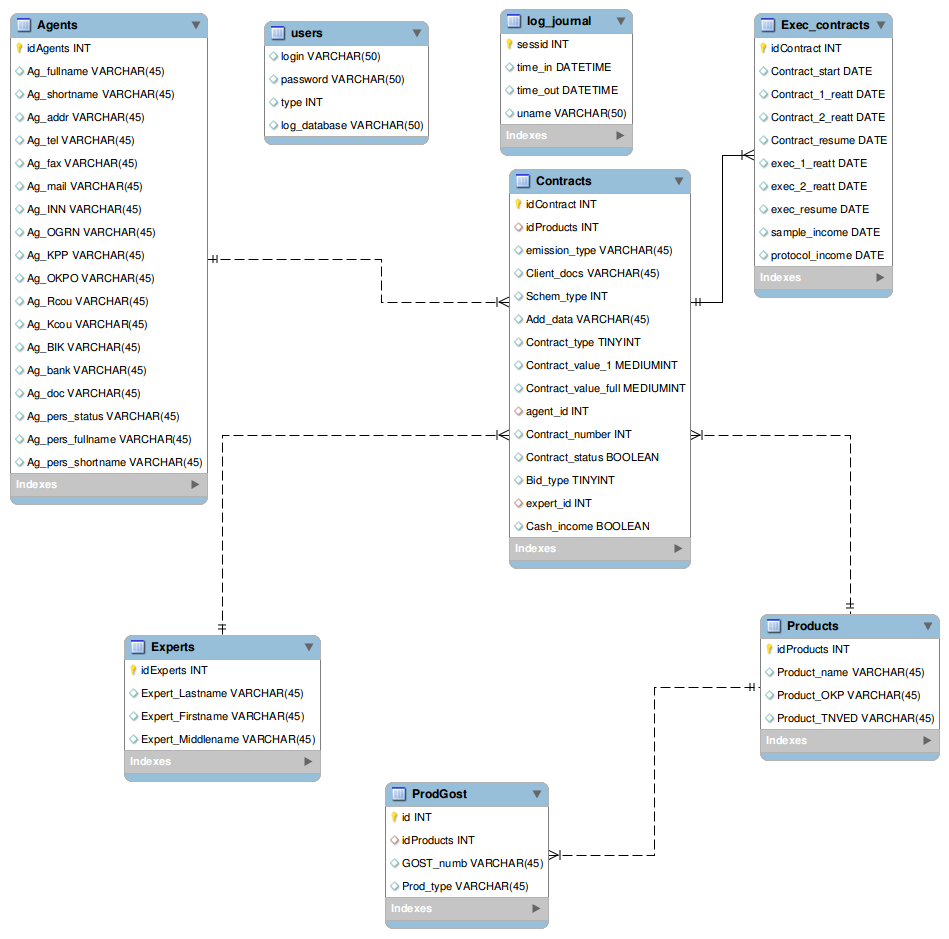 Agents
idAgents INT
Ag_fullname VARCHAR(45)
Ag_shortname VARCHAR(45)
Ag_addr VARCHAR(45)
Ag_tel VARCHAR(45)
Ag_fax VARCHAR(45)
Ag_mail VARCHAR(45)
Ag_INN VARCHAR(45)
Ag_OGRN VARCHAR(45)
Ag_KPP VARCHAR(45)
Ag_OKPO VARCHAR(45)
Ag_Rcou VARCHAR(45)
Ag_Kcou VARCHAR(45)
Ag_BIK VARCHAR(45)
Ag_bank VARCHAR(45)
Ag_doc VARCHAR(45)
Ag_pers_status VARCHAR(45)
Ag_pers_fullname VARCHAR(45)
Ag_pers_shortname VARCHAR(45)
Indexes
users
login VARCHAR(50)
password VARCHAR(50)
type INT
log_database VARCHAR(50)
log_journal
sessid INT
time_in DATETIME
time_out DATETIME
uname VARCHAR(50)
Indexes
Exec_contracts
idContract INT
Contract_start DATE
Contract_1_reatt DATE
Contract_2_reatt DATE
Contract_resume DATE
exec_1_reatt DATE
exec_2_reatt DATE
exec_resume DATE
sample_income DATE
protocol_income DATE
Indexes
Contracts
idContract INT
idProducts INT
emission_type VARCHAR(45)
Client_docs VARCHAR(45)
Schem_type INT
Add_data VARCHAR(45)
Contract_type TINYINT
Contract_value_1 MEDIUMINT
Contract_value_full MEDIUMINT
agent_id INT
Contract_number INT
Contract_status BOOLEAN
Bid_type TINYINT
expert_id INT
Cash_income BOOLEAN
Indexes
Experts
idExperts INT
Expert_Lastname VARCHAR(45)
Expert_Firstname VARCHAR(45)
Expert_Middlename VARCHAR(45)
Indexes
Products
idProducts INT
Product_name VARCHAR(45)
Product_OKP VARCHAR(45)
Product_TNVED VARCHAR(45)
Indexes
ProdGost
id INT
idProducts INT
GOST_numb VARCHAR(45)
Prod_type VARCHAR(45)
Indexes